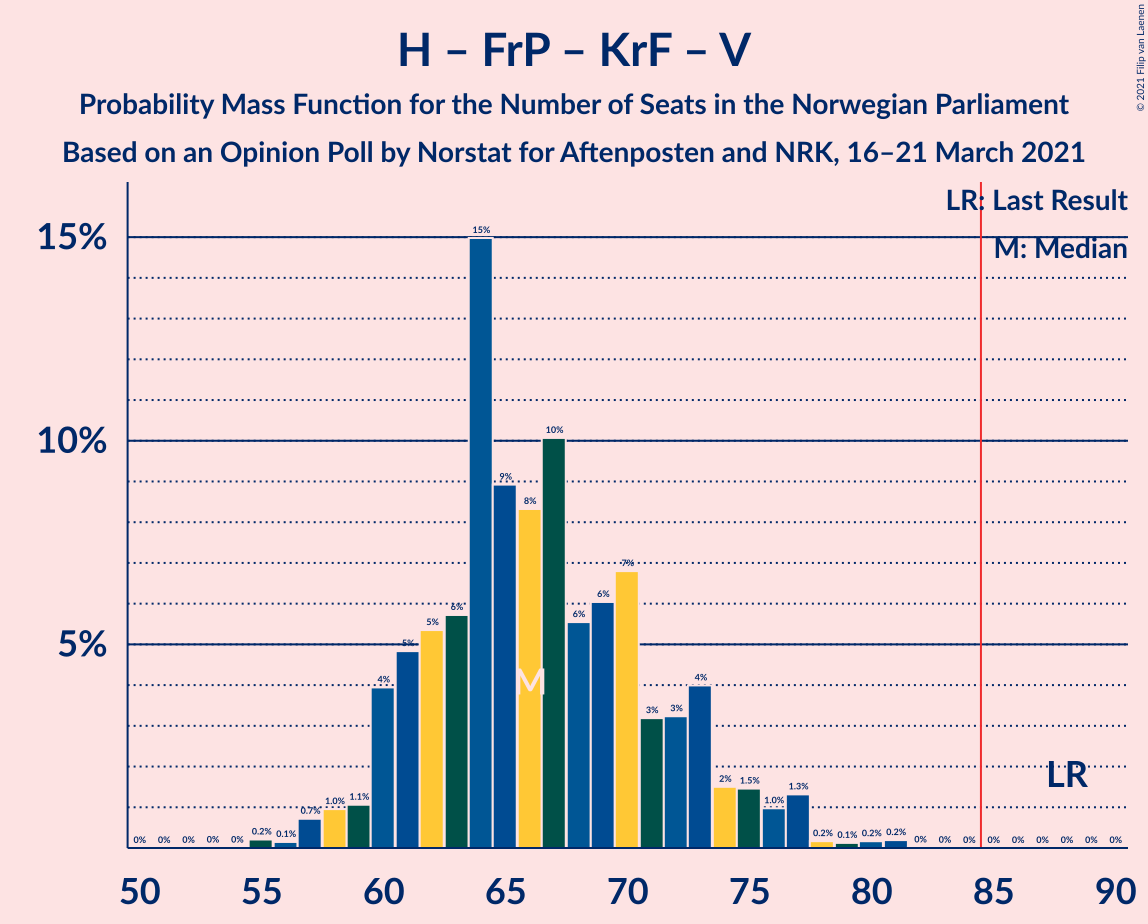 H – FrP – KrF – V
Probability Mass Function for the Number of Seats in the Norwegian Parliament
Based on an Opinion Poll by Norstat for Aftenposten and NRK, 16–21 March 2021
© 2021 Filip van Laenen
LR: Last Result
M: Median
15%
10%
5%
0% 0% 0% 0% 0% 0.2% 0.1% 0.7% 1.0% 1.1% 4% 5% 5% 6% 15% 9% 8% 10% 6% 6% 7% 3% 3% 4% 2% 1.5% 1.0% 1.3% 0.2% 0.1% 0.2% 0.2% 0% 0% 0% 0% 0% 0% 0% 0% 0%
M
LR
50 55 60 65 70 75 80 85 90